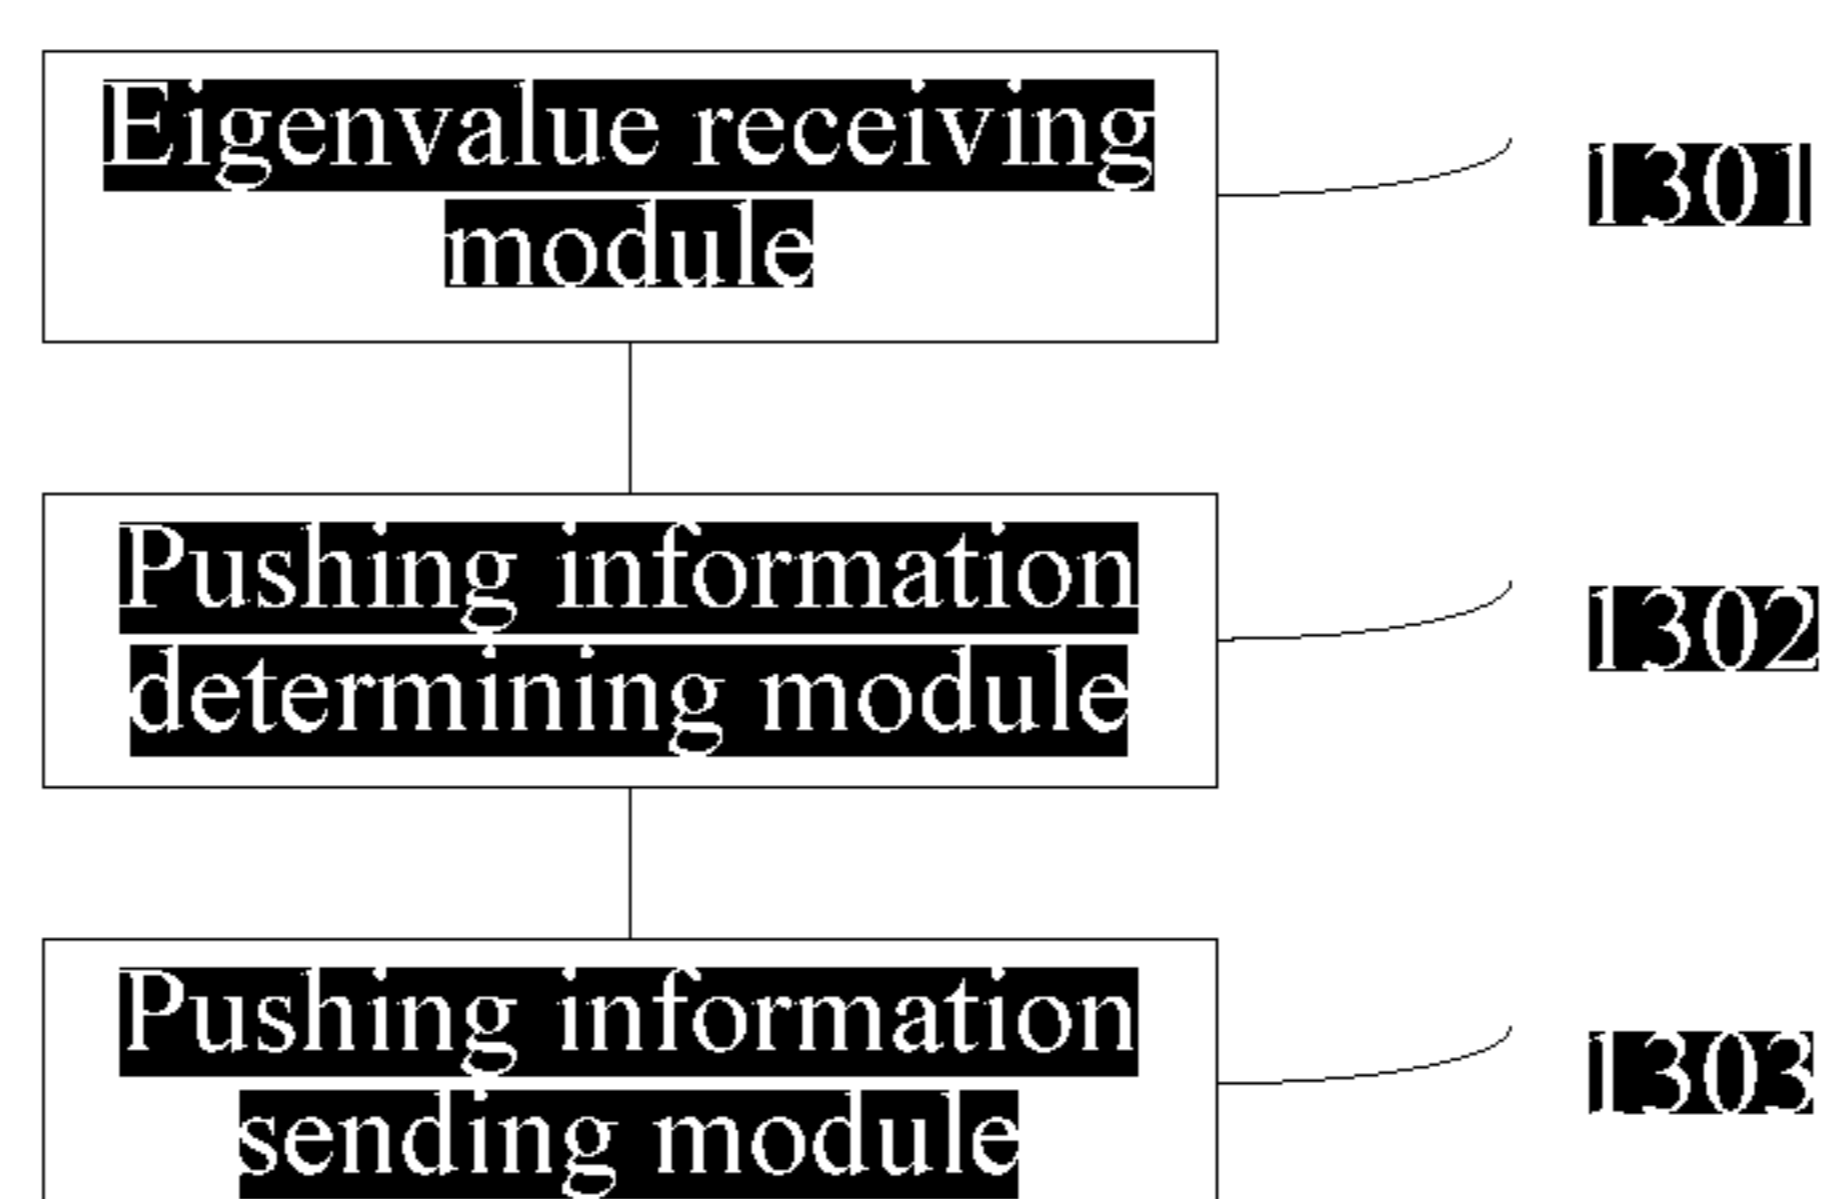 Eigenvalue receiving
module
1301
Pushing information
determining module
1302
Pushing information
sending module
1303